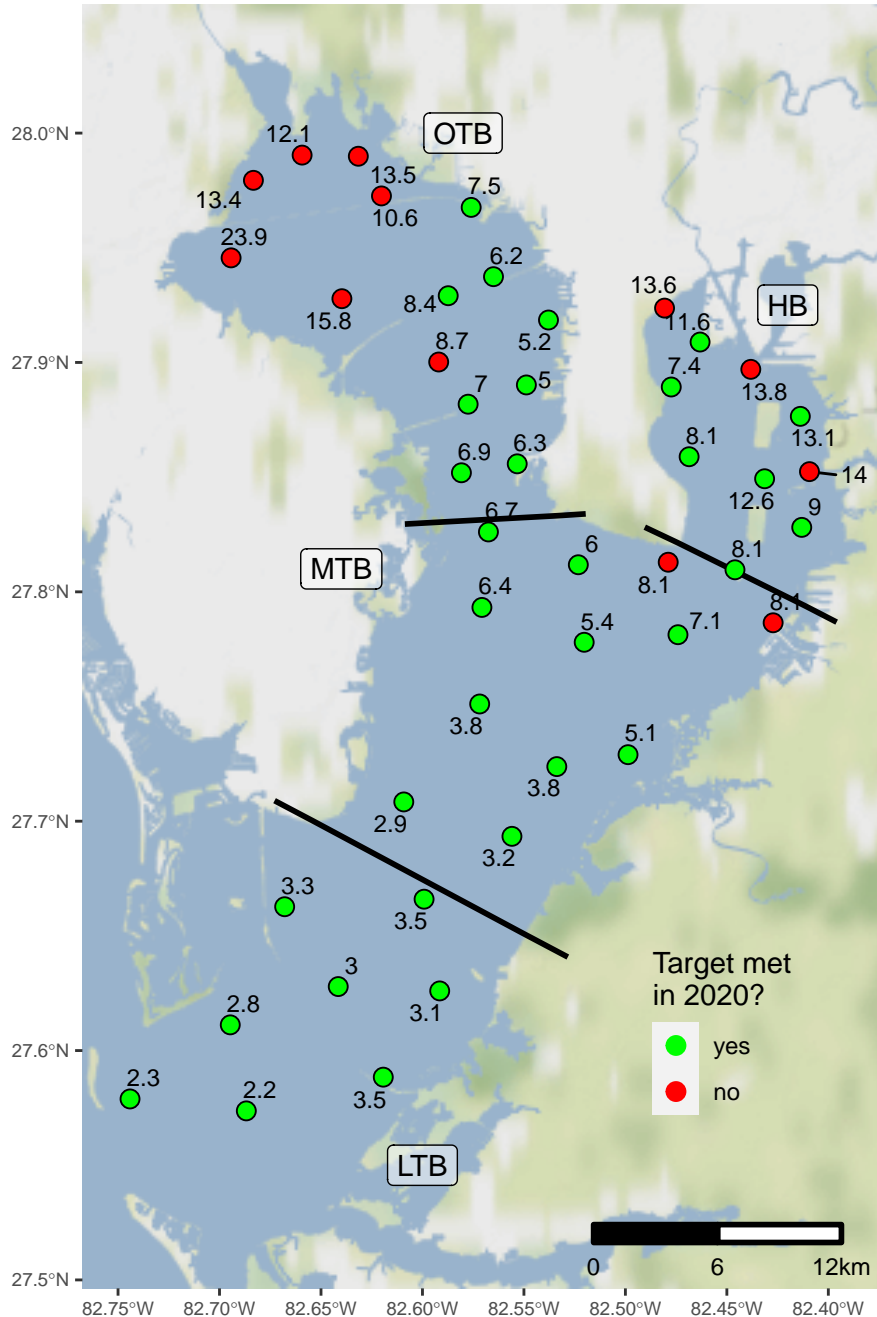 28.0°N
27.9°N
27.8°N
27.7°N
27.6°N
27.5°N
12.1
OTB
13.5
7.5
13.4
10.6
23.9
6.2
13.6
8.4
HB
15.8
5.2
11.6
8.7
7.4
7
5
13.8
13.1
6.9
6.3
8.1
14
12.6
9
6.7
MTB
6
8.1
8.1
6.4
8.1
5.4
7.1
3.8
5.1
3.8
2.9
3.2
3.3
3.5
3
3.1
2.8
2.3
2.2
3.5
LTB
Target met
in 2020?
yes
no
0 6 12km
82.75°W 82.70°W 82.65°W 82.60°W 82.55°W 82.50°W 82.45°W 82.40°W